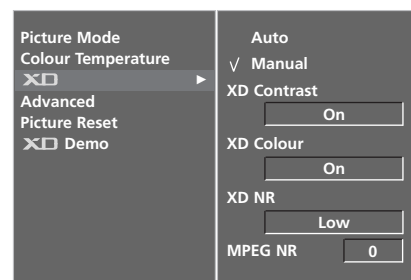 Picture Mode
Colour Temperature
XD
Advanced
Picture Reset
XD Demo
Auto
√ Manual
XD Contrast
On
XD Colour
On
XD NR
Low
MPEG NR 0